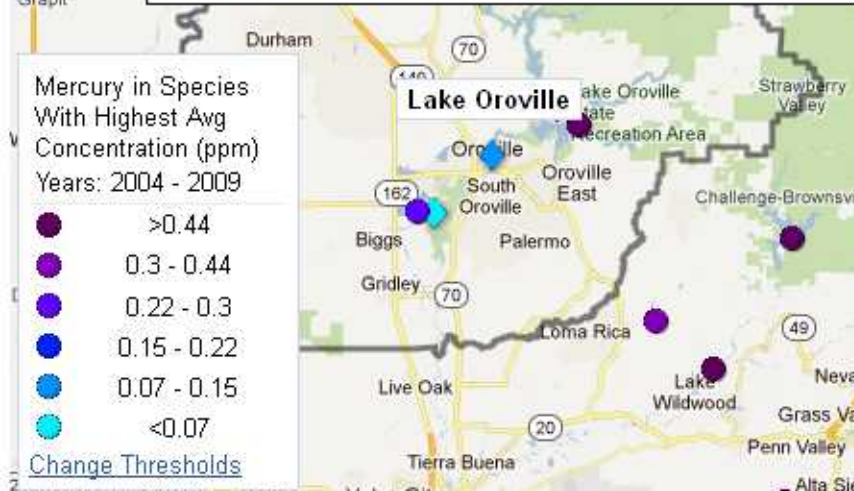 Durham
70
149
Mercury in Species
With Highest Avg
Concentration (ppm)
Years: 2004 - 2009
>0.44
0.3 - 0.44
0.22 - 0.3
0.15 - 0.22
0.07 - 0.15
<0.07
Change Thresholds
Lake Oroville
Lake Oroville
State
Recreation Area
Strawberry
Valley
Oroville
162
South
Oroville
Oroville
East
Challenge-Brownsvi
Biggs
Palermo
Gridley
70
Loma Rica
49
Live Oak
Lake
Wildwood
Neva
Grass Va
20
Penn Valley
Tierra Buena
Alta Sie